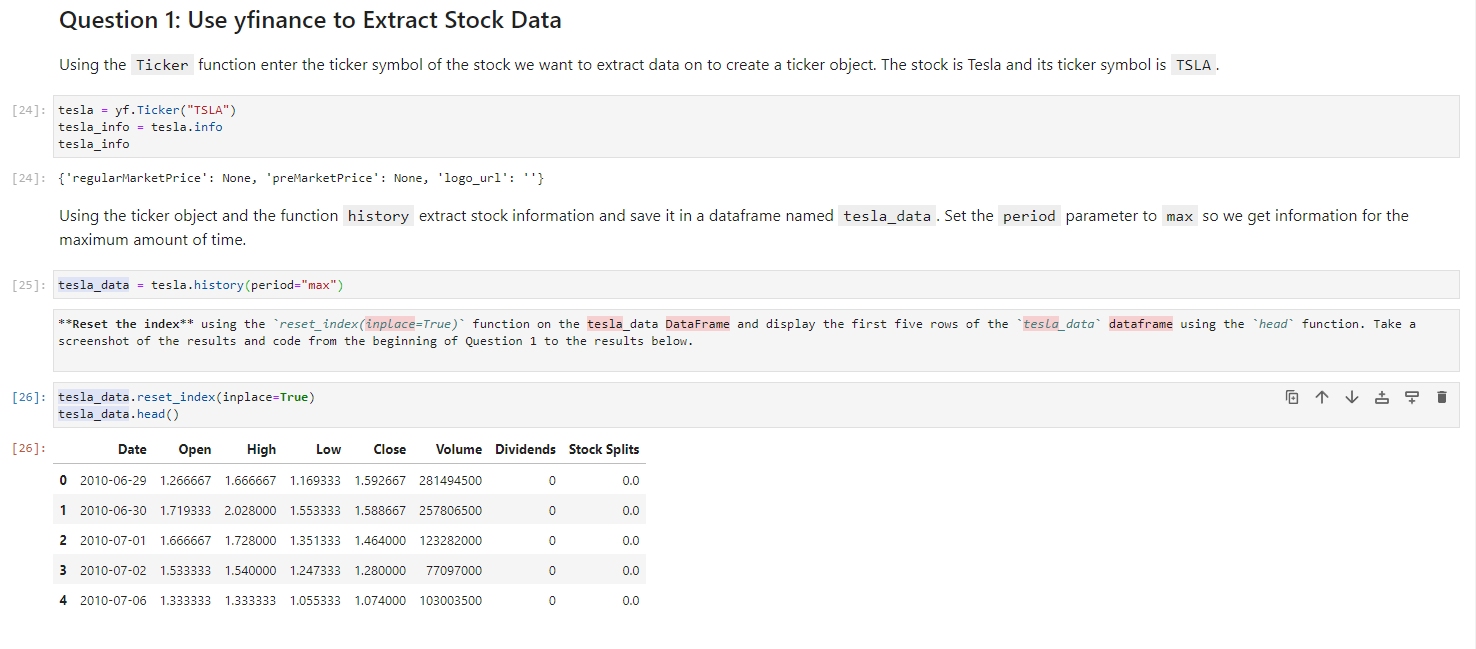 Question 1: Use yfinance to Extract Stock Data
Using the Ticker function enter the ticker symbol of the stock we want to extract data on to create a ticker object. The stock is Tesla and its ticker symbol is TSLA.
[24]: tesla = yf.Ticker("TSLA")
tesla_info = tesla.info
tesla_info
[24]: {'regularMarketPrice': None, 'preMarketPrice': None, 'logo_url': ''}
Using the ticker object and the function history extract stock information and save it in a dataframe named tesla_data. Set the period parameter to max so we get information for the
maximum amount of time.
[25]: tesla_data = tesla.history(period="max")
**Reset the index** using the `reset_index(inplace=True)` function on the tesla_data DataFrame and display the first five rows of the `tesla_data` dataframe using the `head` function. Take a
screenshot of the results and code from the beginning of Question 1 to the results below.
[26]: tesla_data.reset_index(inplace=True)
tesla_data.head()
[26]: Date Open High Low Close Volume Dividends Stock Splits
0 2010-06-29 1.266667 1.666667 1.169333 1.592667 281494500 0 0.0
1 2010-06-30 1.719333 2.028000 1.553333 1.588667 257806500 0 0.0
2 2010-07-01 1.666667 1.728000 1.351333 1.464000 123282000 0 0.0
3 2010-07-02 1.533333 1.540000 1.247333 1.280000 77097000 0 0.0
4 2010-07-06 1.333333 1.333333 1.055333 1.074000 103003500 0 0.0